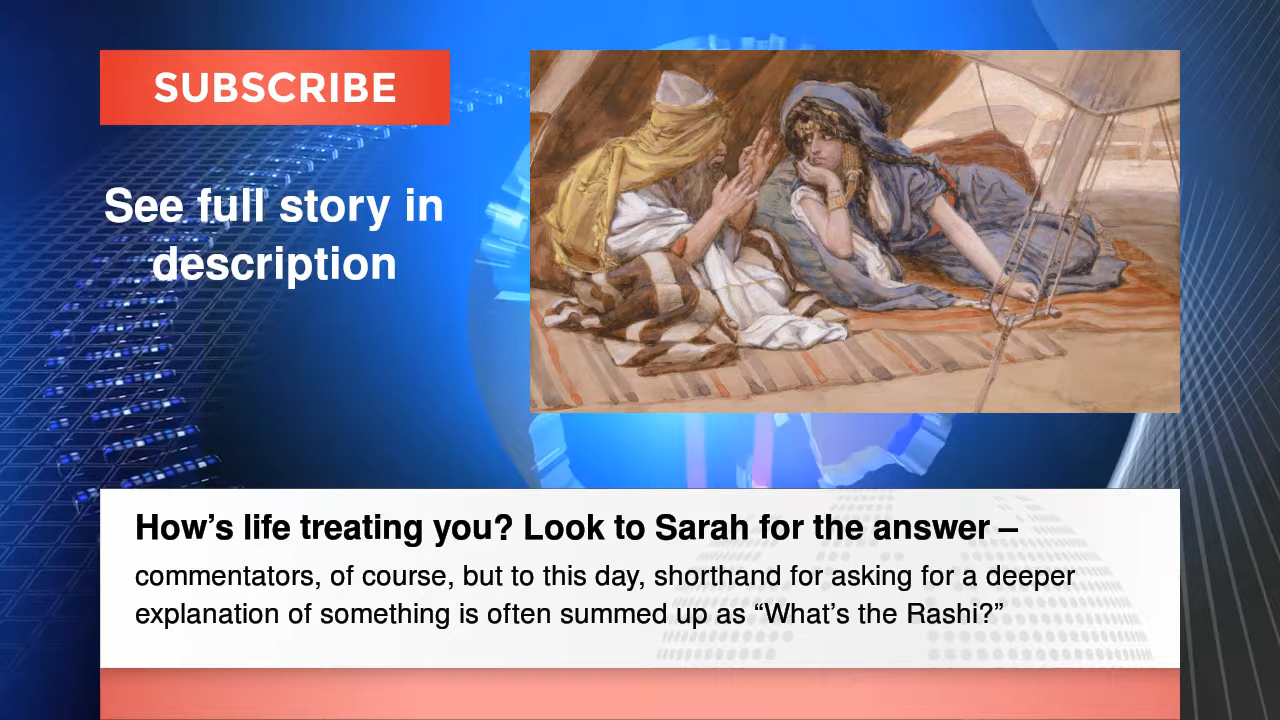 SUBSCRIBE
See full story in
description
How’s life treating you? Look to Sarah for the answer –
commentators, of course, but to this day, shorthand for asking for a deeper
explanation of something is often summed up as “What’s the Rashi?”